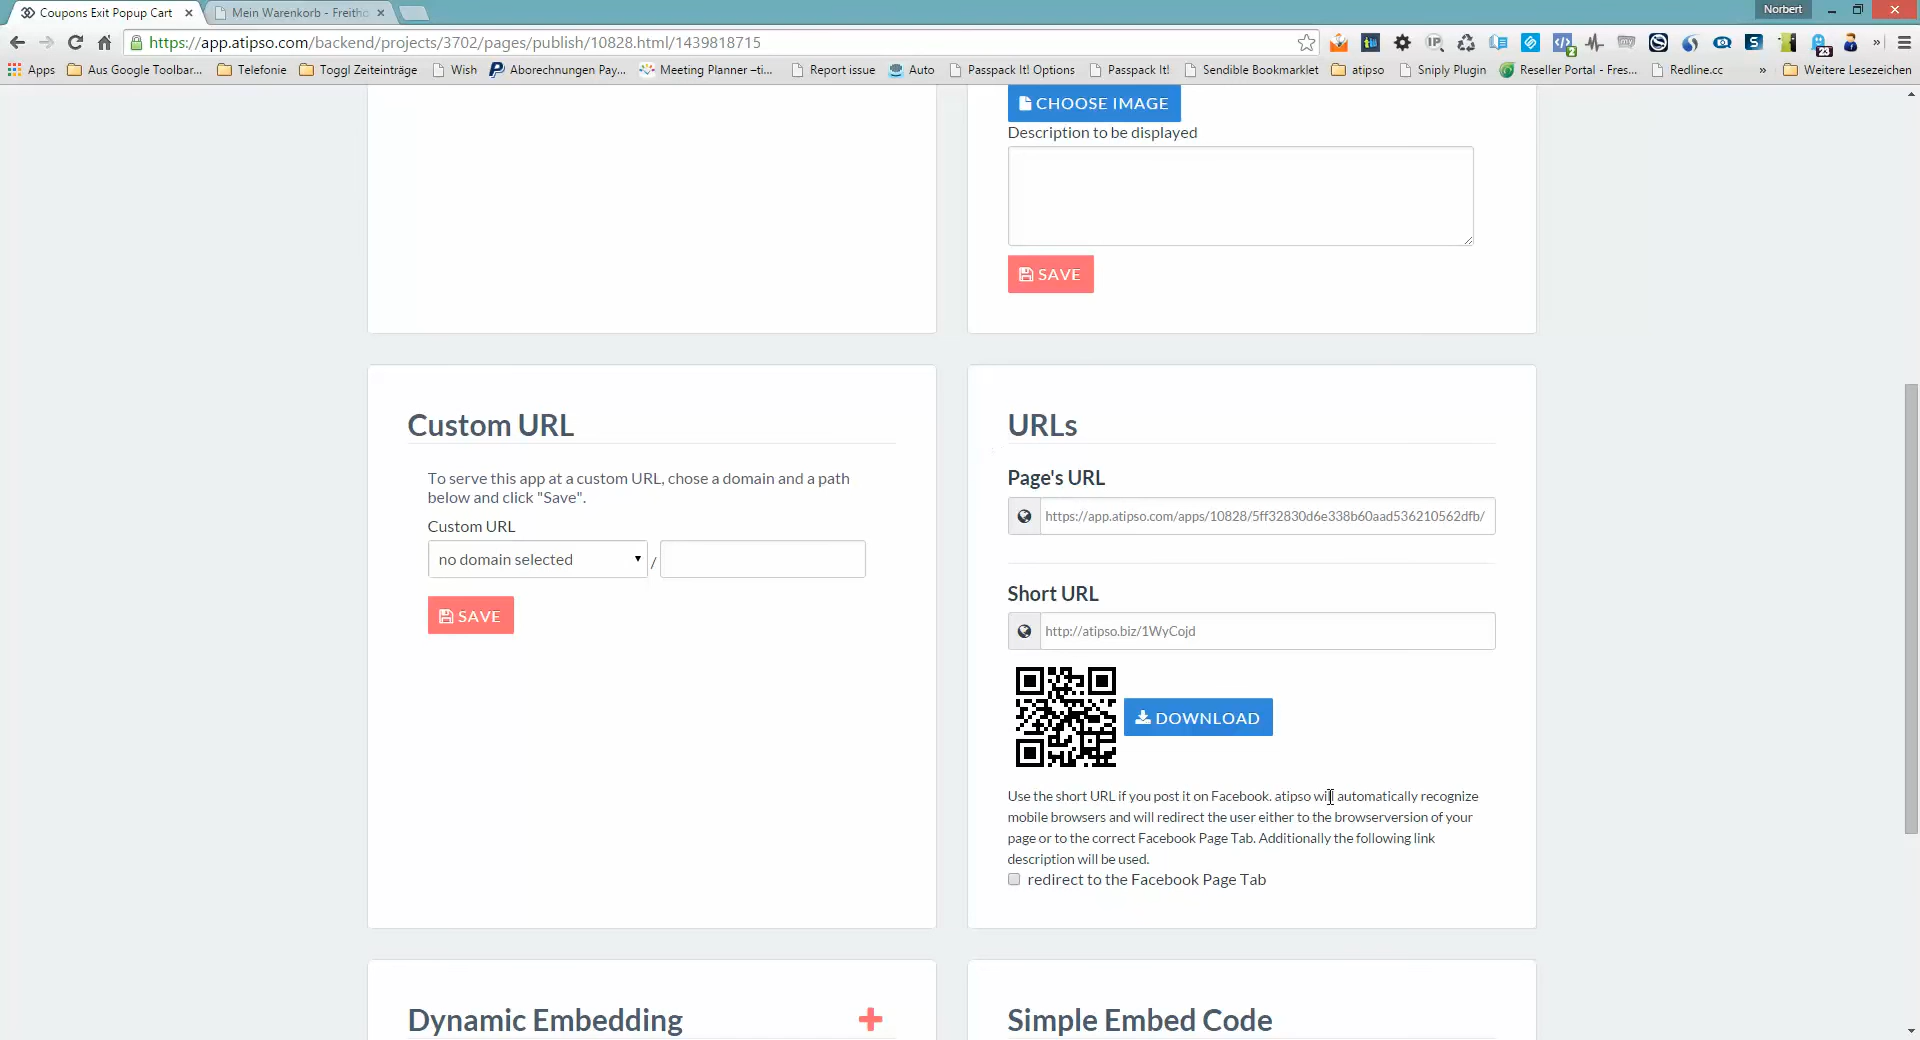 Coupons Exit Popup Cart
Mein Warenkorb - Freitho
Norbert
https://app.atipso.com/backend/projects/3702/pages/publish/10828.html/1439818715
Apps
Aus Google Toolbar...
Telefonie
Toggl Zeiteinträge
Wish
Aborechnungen Pay...
Meeting Planner –ti...
Report issue
Auto
Passpack It! Options
Passpack It!
Sendible Bookmarklet
atipso
Sniply Plugin
Reseller Portal - Fres...
Redline.cc
»
Weitere Lesezeichen
CHOOSE IMAGE
Description to be displayed
SAVE
Custom URL
To serve this app at a custom URL, chose a domain and a path
below and click "Save".
Custom URL
no domain selected
/
SAVE
URLs
Page's URL
https://app.atipso.com/apps/10828/5ff32830d6e338b60aad536210562dfb/
Short URL
http://atipso.biz/1WyCojd
DOWNLOAD
Use the short URL if you post it on Facebook. atipso will automatically recognize
mobile browsers and will redirect the user either to the browserversion of your
page or to the correct Facebook Page Tab. Additionally the following link
description will be used.
redirect to the Facebook Page Tab
Dynamic Embedding
Simple Embed Code